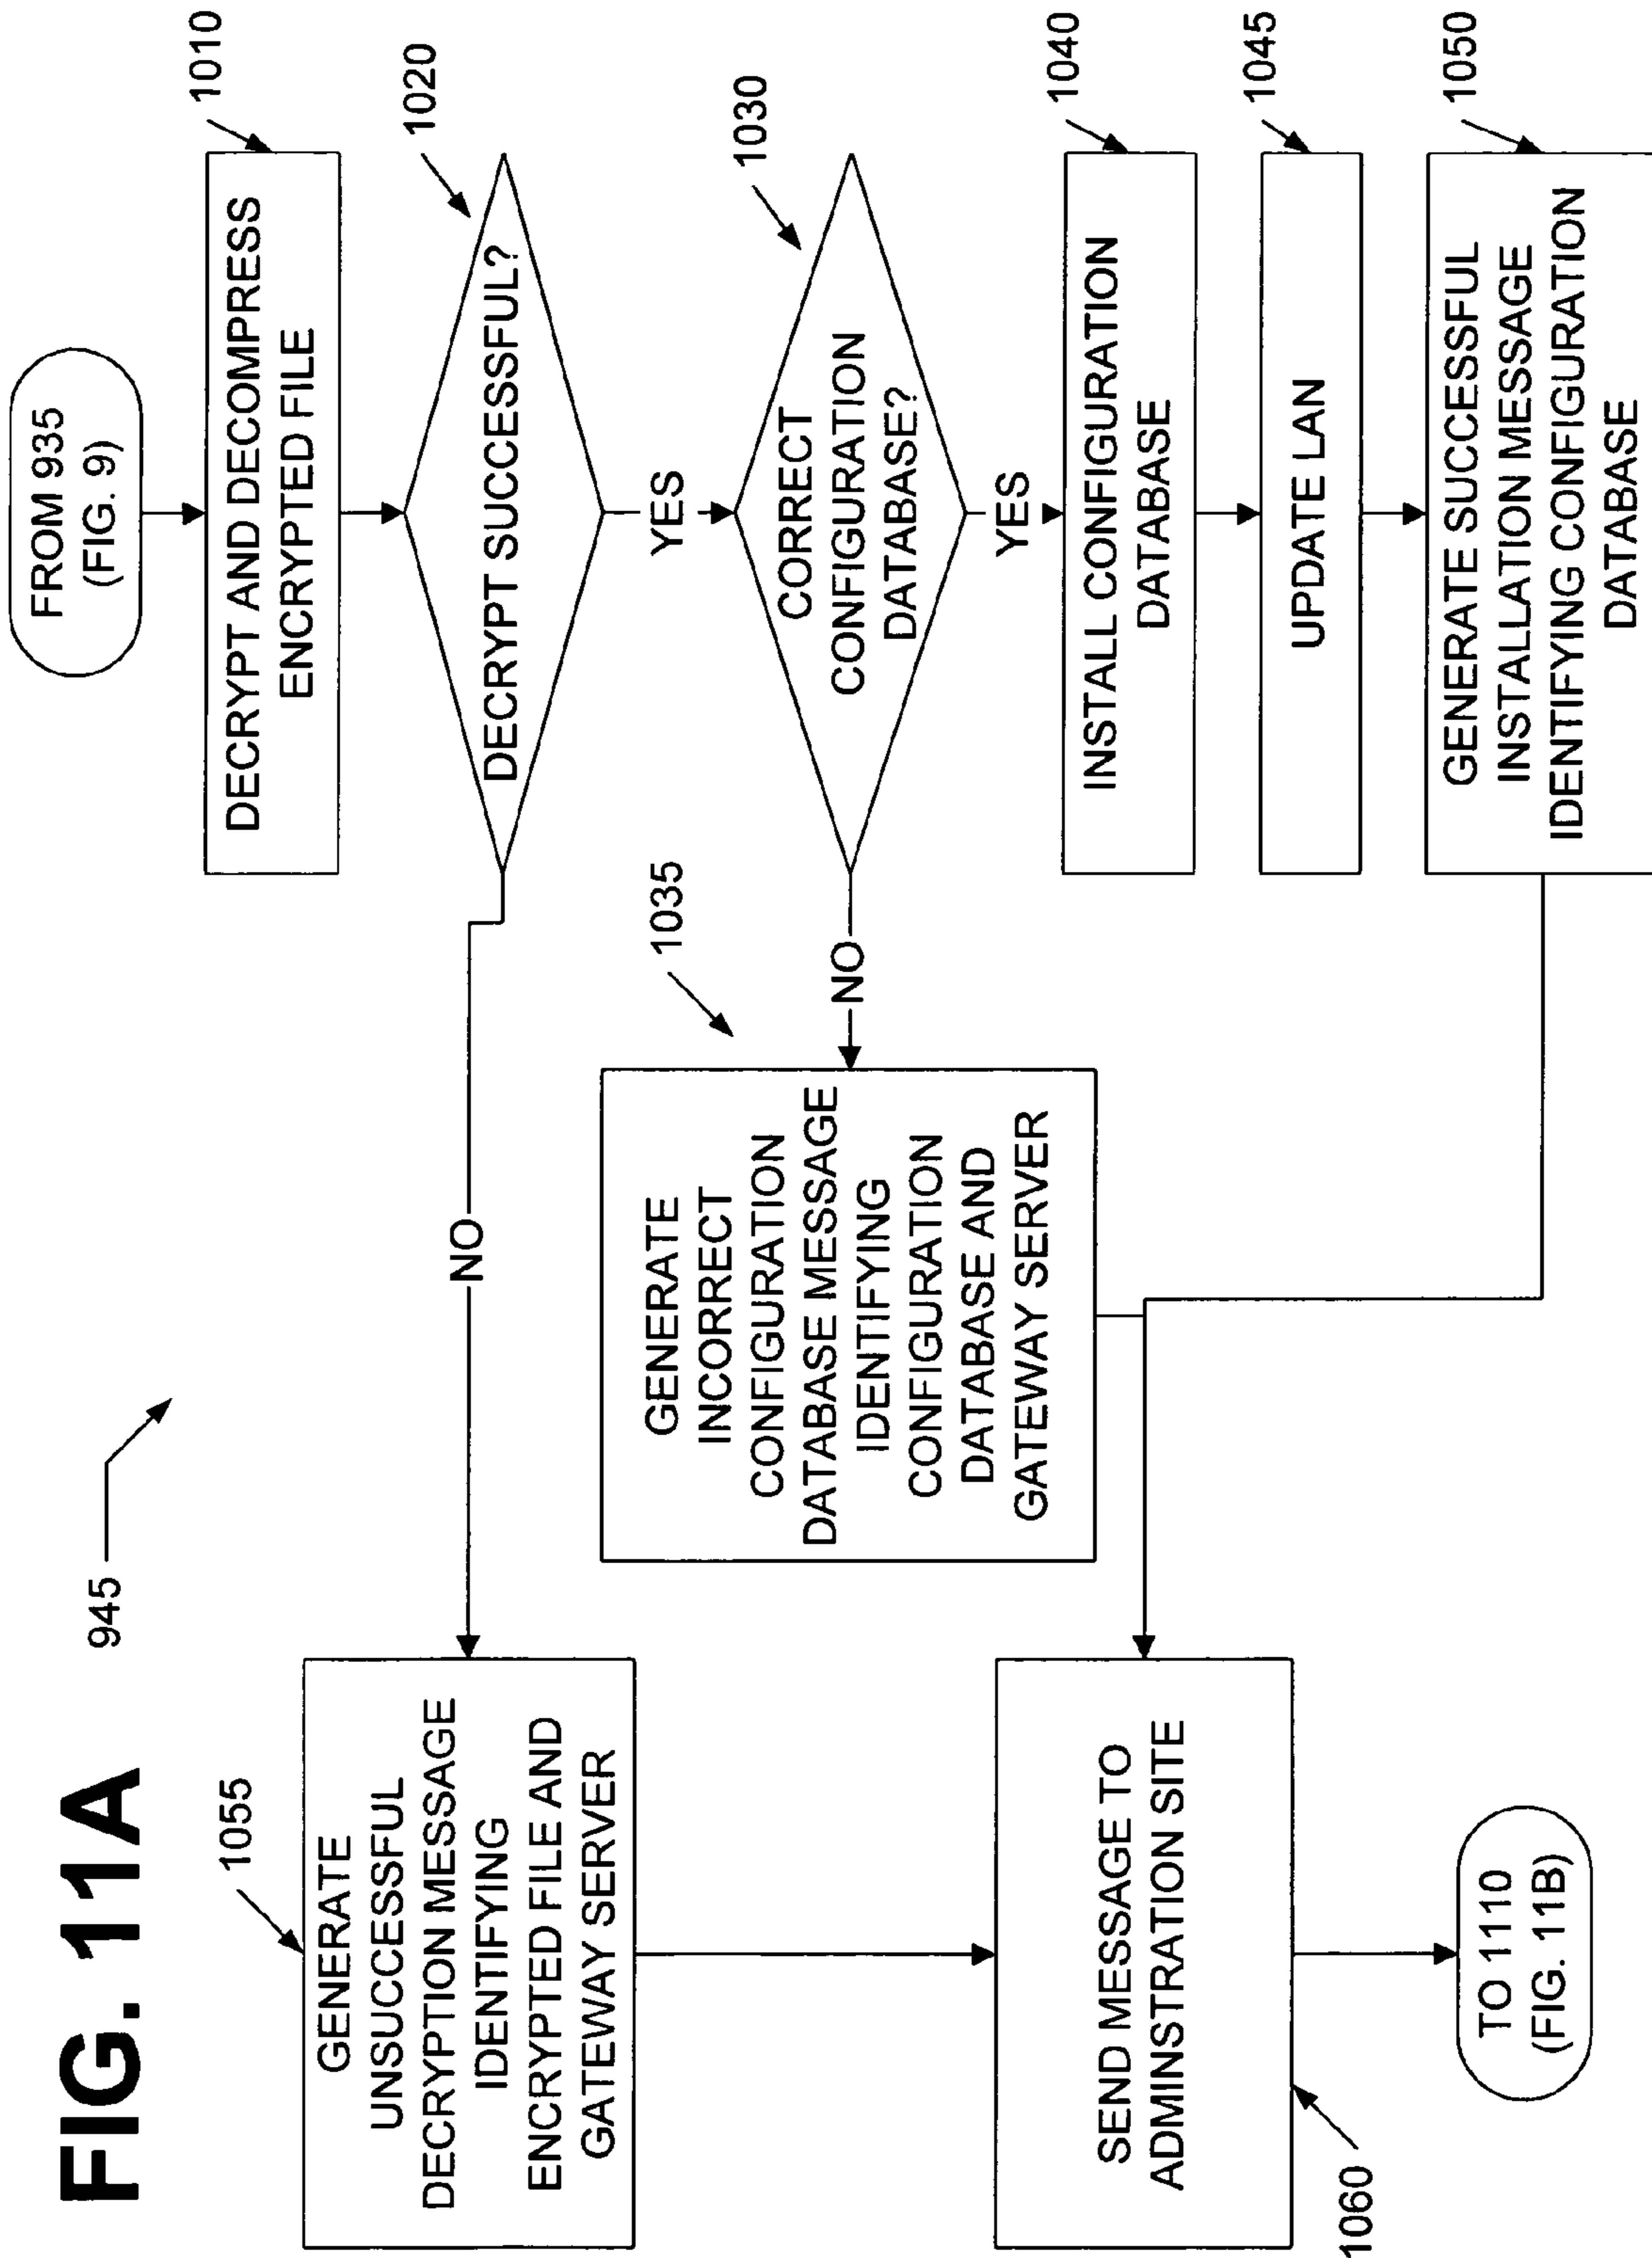 FIG. 11A
945
FROM 935
(FIG. 9)
1010
DECRYPT AND DECOMPRESS
ENCRYPTED FILE
1020
DECRYPT SUCCESSFUL?
NO
YES
1030
CORRECT
CONFIGURATION
DATABASE?
NO
YES
1035
GENERATE
INCORRECT
CONFIGURATION
DATABASE MESSAGE
IDENTIFYING
CONFIGURATION
DATABASE AND
GATEWAY SERVER
1040
INSTALL CONFIGURATION
DATABASE
1045
UPDATE LAN
1050
GENERATE SUCCESSFUL
INSTALLATION MESSAGE
IDENTIFYING CONFIGURATION
DATABASE
1055
GENERATE
UNSUCCESSFUL
DECRYPTION MESSAGE
IDENTIFYING
ENCRYPTED FILE AND
GATEWAY SERVER
SEND MESSAGE TO
ADMINSTRATION SITE
1060
TO 1110
(FIG. 11B)